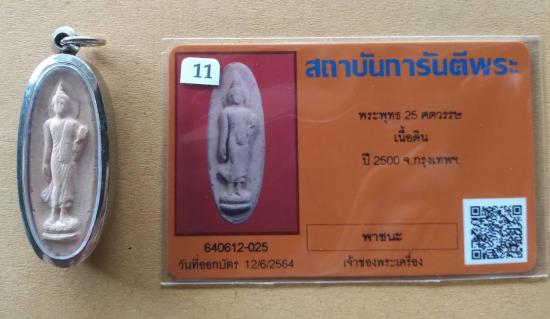 11
สถาบันการันตีพระ
พระพุทธ 25 ศตวรรษ
เนื้อดิน
ปี 2500 จ.กรุงเทพฯ.
พาชนะ
640612-025
วันที่ออกบัตร 12/6/2564
เจ้าของพระเครื่อง